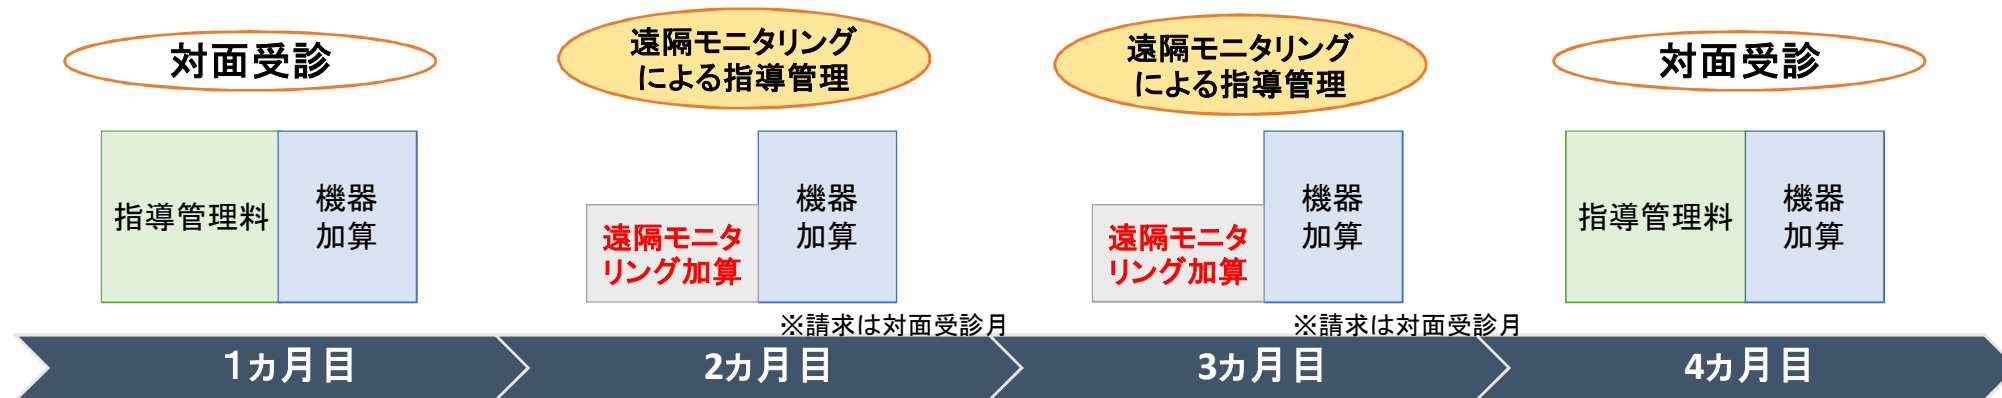 対面受診
遠隔モニタリング
による指導管理
遠隔モニタリング
による指導管理
対面受診
指導管理料
機器
加算
遠隔モニタ
リング加算
機器
加算
遠隔モニタ
リング加算
機器
加算
指導管理料
機器
加算
※請求は対面受診月
※請求は対面受診月
１ヵ月目
2ヵ月目
3ヵ月目
4ヵ月目